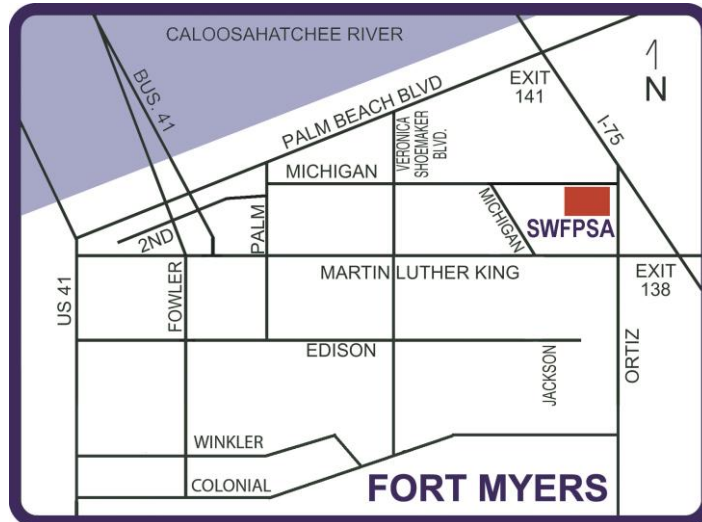 CALOOSAHATCHEE RIVER
BUS. 41
PALM BEACH BLVD
EXIT
141
N
I-75
VERONICA
SHOEMAKER
BLVD.
MICHIGAN
MICHIGAN
SWFPSA
2ND
PALM
US 41
FOWLER
MARTIN LUTHER KING
EXIT
138
EDISON
JACKSON
ORTIZ
WINKLER
COLONIAL
FORT MYERS